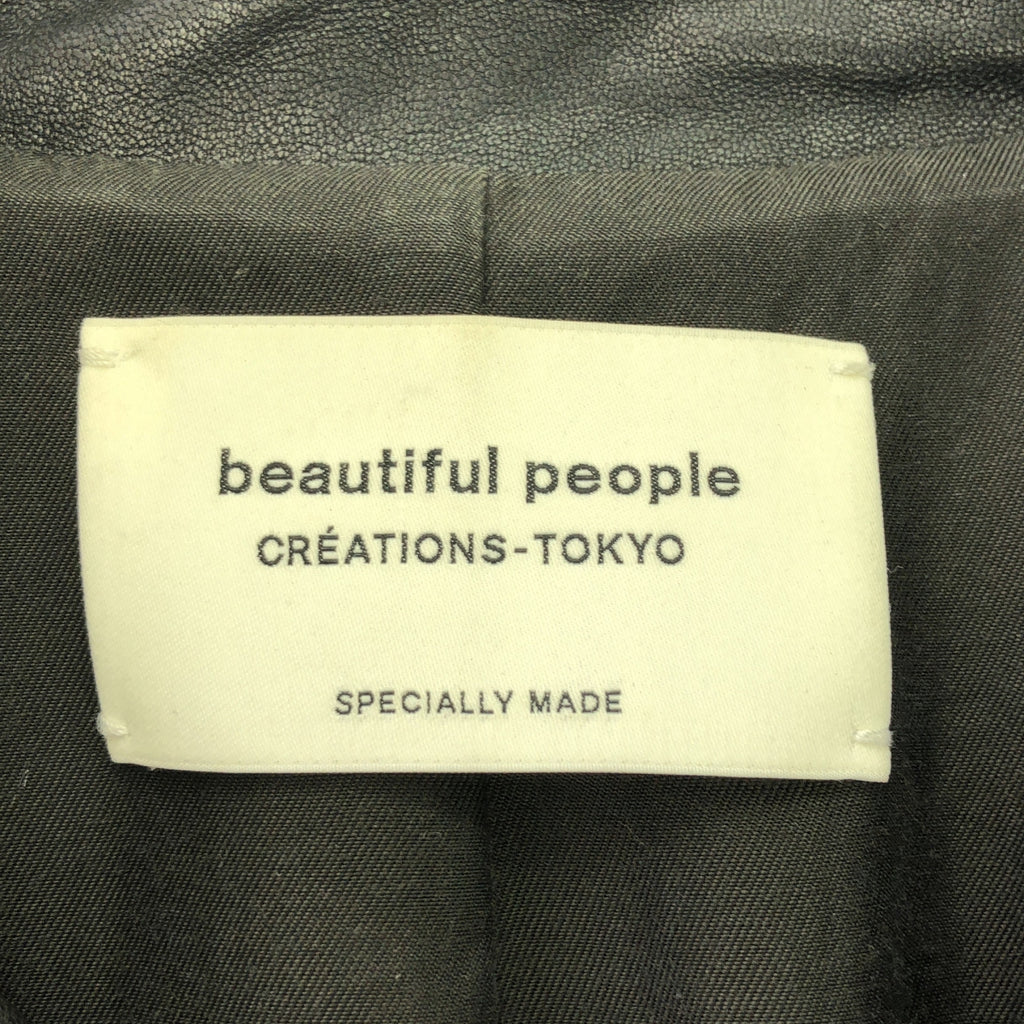 beautiful people
CRÉATIONS-TOKYO
SPECIALLY MADE